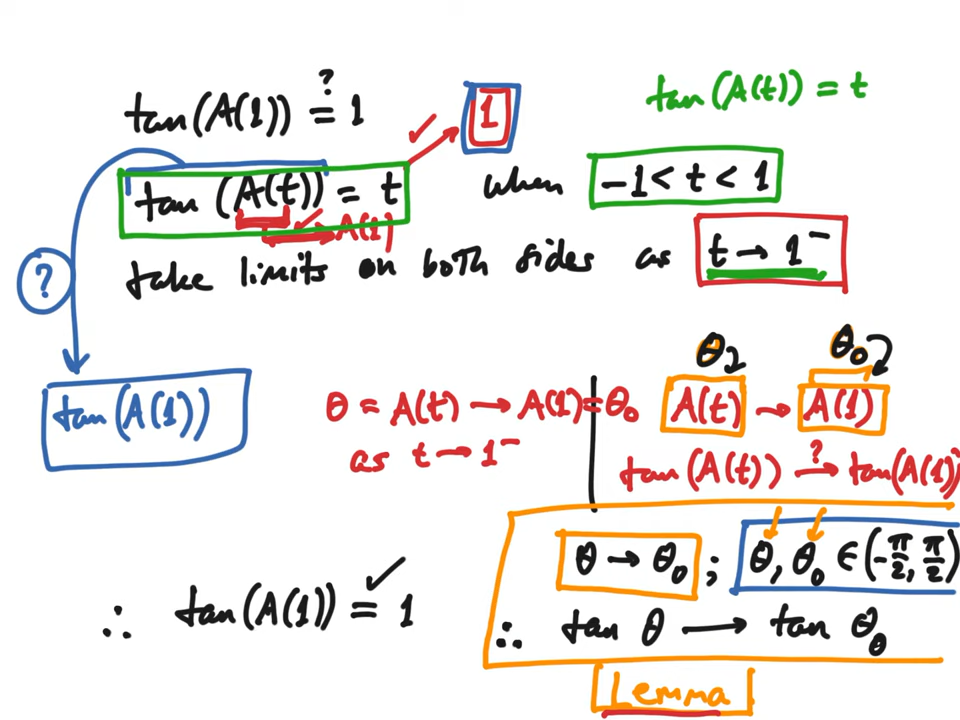 tan(A(1)) ≟ 1
1
tan(A(t)) = t
tan (A(t)) = t
when -1 < t < 1
→ A(1)
take limits on both sides as t → 1⁻
?
tan(A(1))
θ
θ₀
θ = A(t) → A(1) = θ₀
as t → 1⁻
A(t) → A(1)
?
tan(A(t)) → tan(A(1))
θ → θ₀ ; θ, θ₀ ∈ (-π/2, π/2)
∴ tan(A(1)) = 1 ✓
∴ tan θ → tan θ₀
Lemma